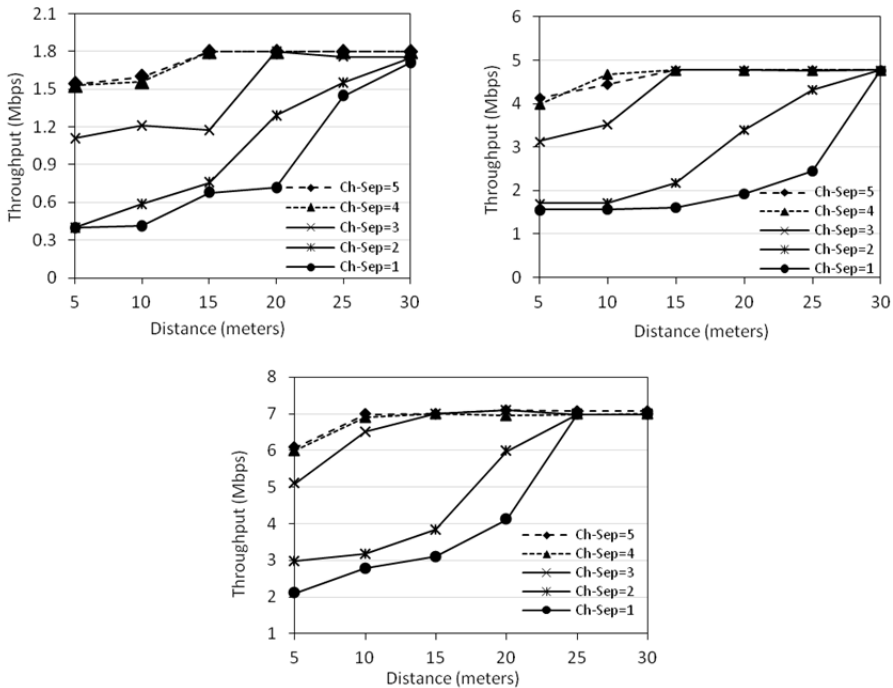 Throughput (Mbps)
2.1
1.8
1.5
1.2
0.9
0.6
0.3
0
Ch-Sep=5
Ch-Sep=4
Ch-Sep=3
Ch-Sep=2
Ch-Sep=1
5 10 15 20 25 30
Distance (meters)
Throughput (Mbps)
6
5
4
3
2
1
0
Ch-Sep=5
Ch-Sep=4
Ch-Sep=3
Ch-Sep=2
Ch-Sep=1
5 10 15 20 25 30
Distance (meters)
Throughput (Mbps)
8
7
6
5
4
3
2
1
Ch-Sep=5
Ch-Sep=4
Ch-Sep=3
Ch-Sep=2
Ch-Sep=1
5 10 15 20 25 30
Distance (meters)